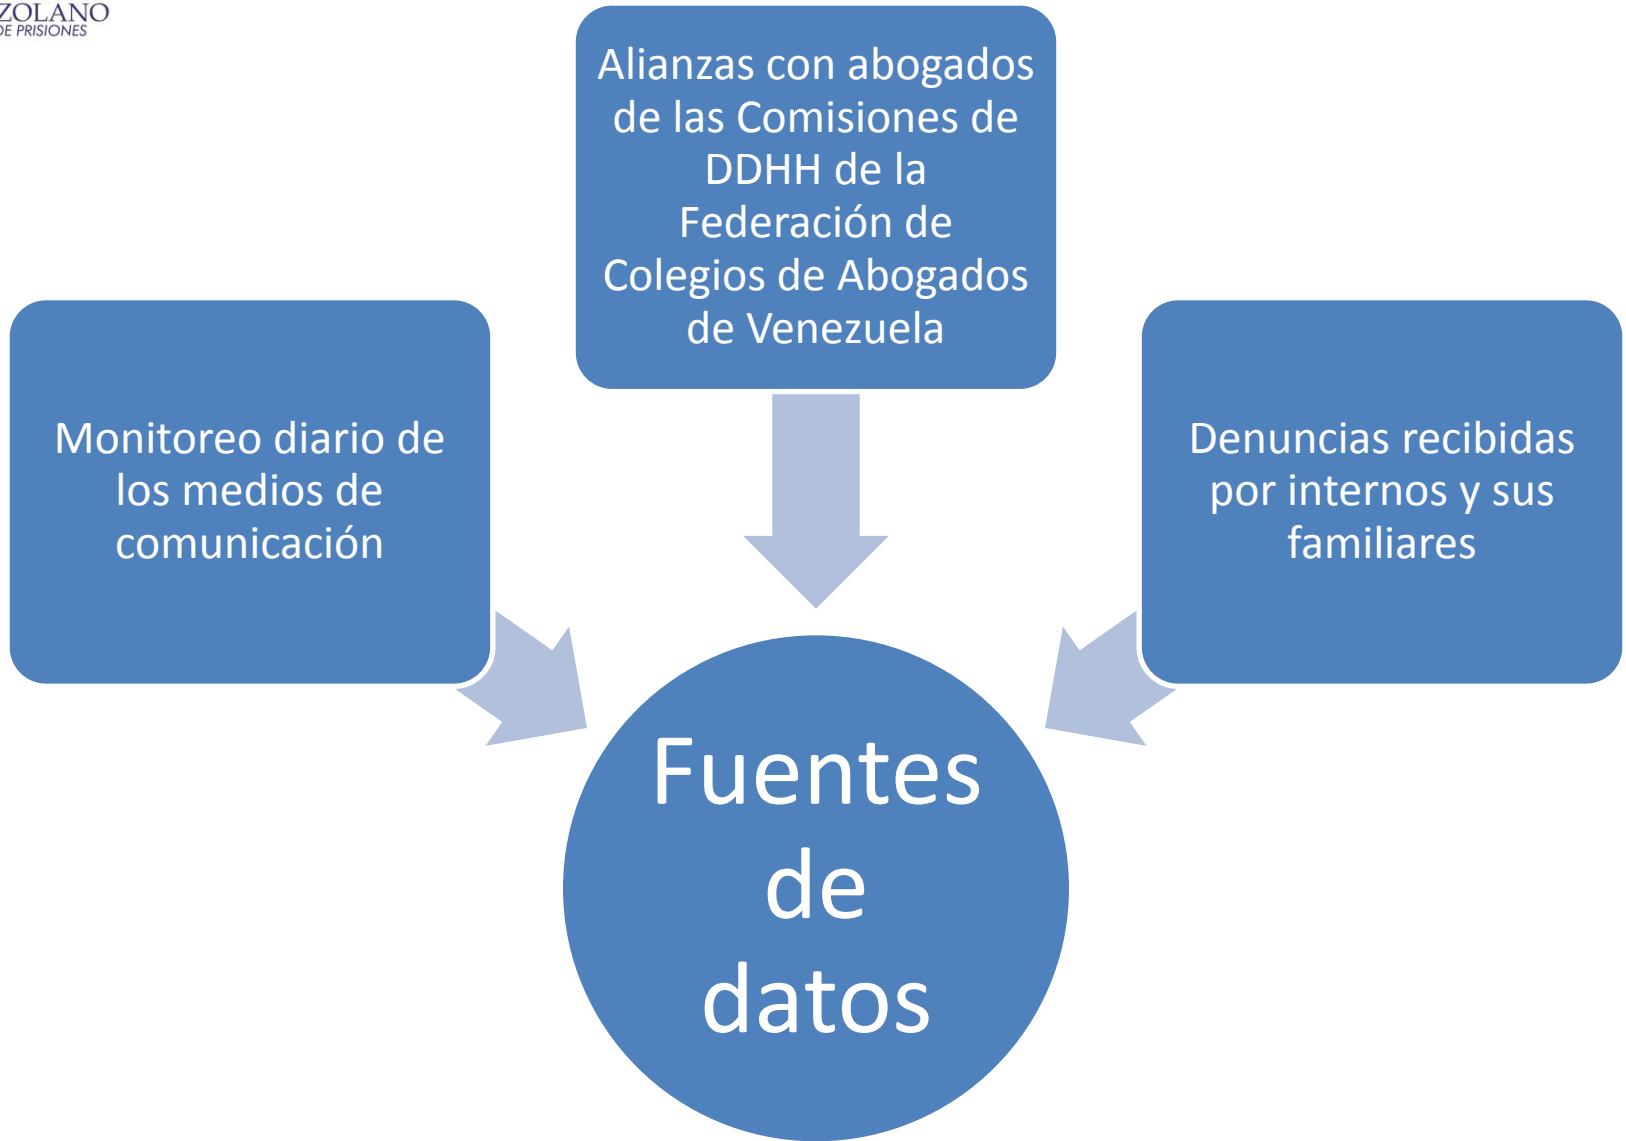 ZOLANO
DE PRISIONES
Alianzas con abogados
de las Comisiones de
DDHH de la
Federación de
Colegios de Abogados
de Venezuela
Monitoreo diario de
los medios de
comunicación
Denuncias recibidas
por internos y sus
familiares
Fuentes
de
datos